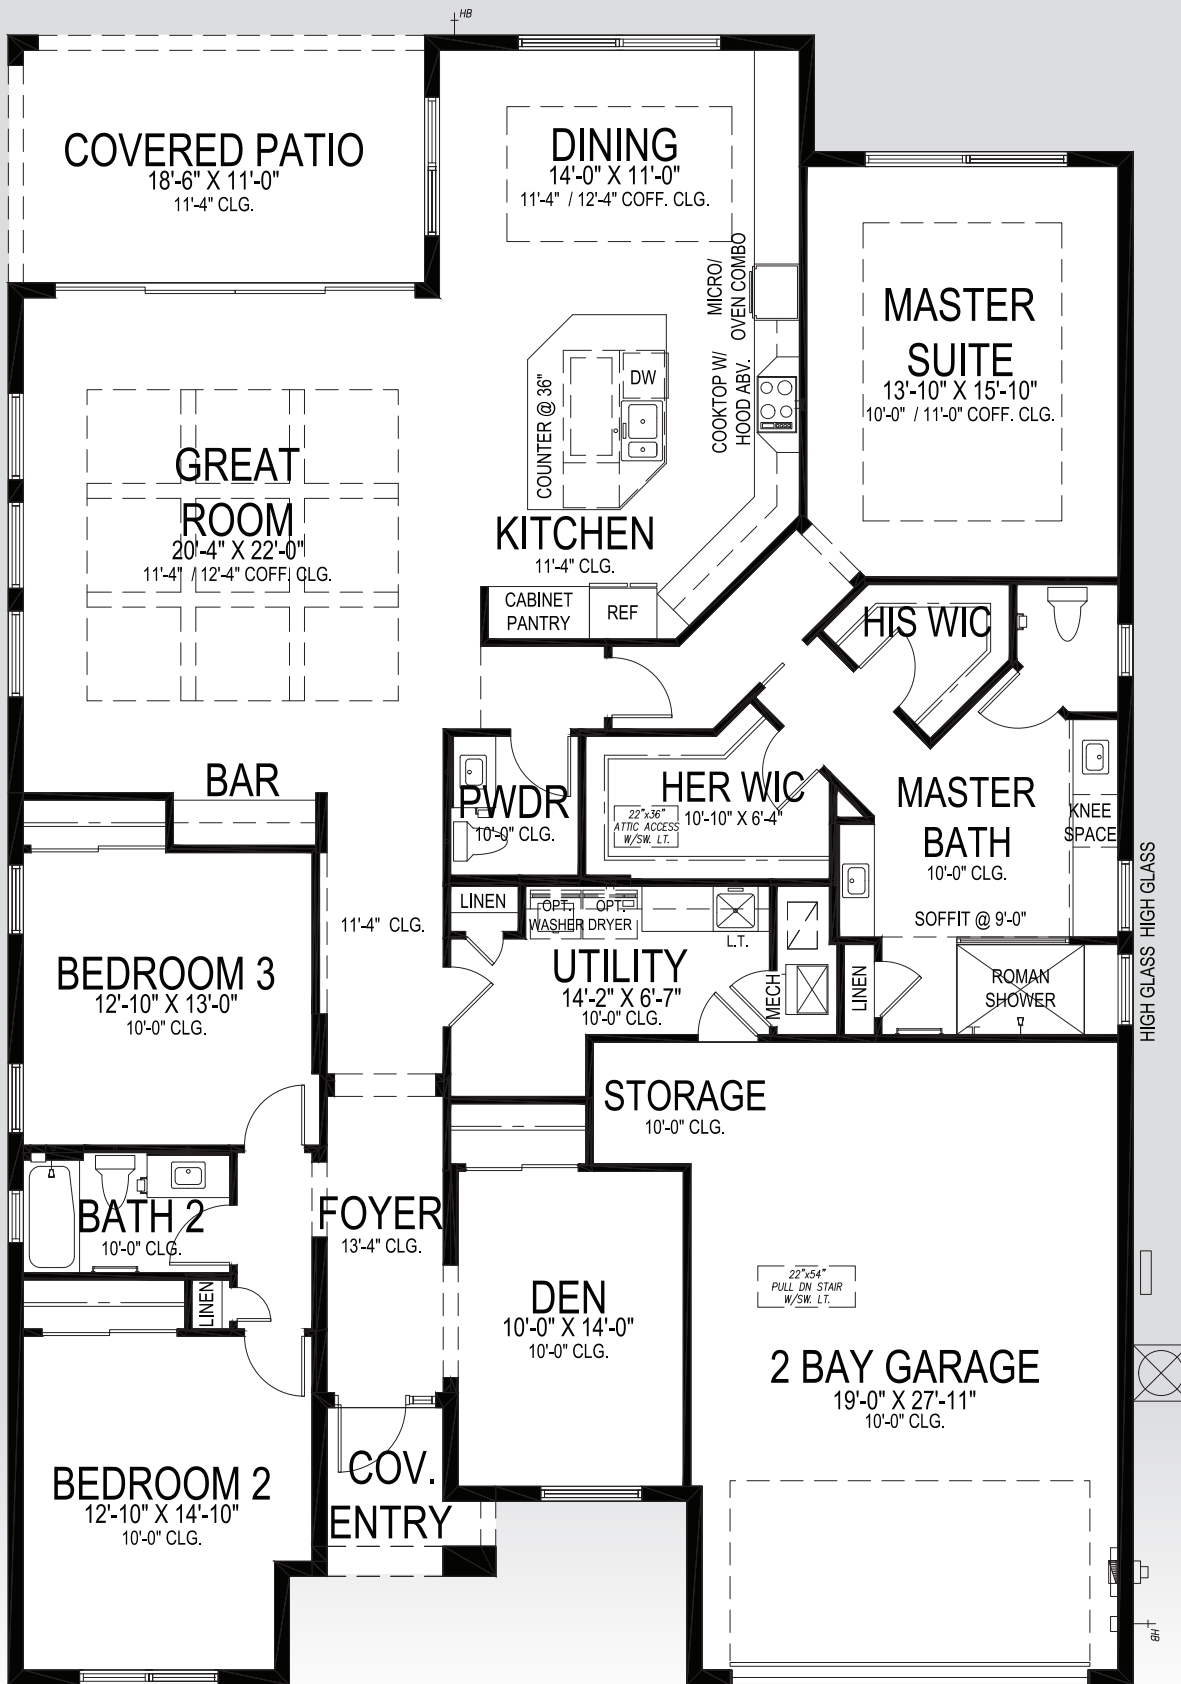 HB
COVERED PATIO
18'-6" X 11'-0"
11'-4" CLG.
DINING
14'-0" X 11'-0"
11'-4" / 12'-4" COFF. CLG.
MICRO/
OVEN COMBO
COOKTOP W/
HOOD ABV.
MASTER
SUITE
13'-10" X 15'-10"
10'-0" / 11'-0" COFF. CLG.
DW
COUNTER @ 36"
GREAT
ROOM
20'-4" X 22'-0"
11'-4" / 12'-4" COFF. CLG.
KITCHEN
11'-4" CLG.
CABINET
PANTRY
REF
HIS WIC
BAR
PWDR
10'-0" CLG.
HER WIC
10'-10" X 6'-4"
22"x36"
ATTIC ACCESS
W/SW. LT.
MASTER
BATH
10'-0" CLG.
KNEE
SPACE
SOFFIT @ 9'-0"
HIGH GLASS
HIGH GLASS
11'-4" CLG.
LINEN
OPT.
WASHER
OPT.
DRYER
L.T.
UTILITY
14'-2" X 6'-7"
10'-0" CLG.
MECH
LINEN
ROMAN
SHOWER
BEDROOM 3
12'-10" X 13'-0"
10'-0" CLG.
STORAGE
10'-0" CLG.
BATH 2
10'-0" CLG.
FOYER
13'-4" CLG.
LINEN
DEN
10'-0" X 14'-0"
10'-0" CLG.
22"x54"
PULL DN STAIR
W/SW. LT.
2 BAY GARAGE
19'-0" X 27'-11"
10'-0" CLG.
BEDROOM 2
12'-10" X 14'-10"
10'-0" CLG.
COV.
ENTRY
HB